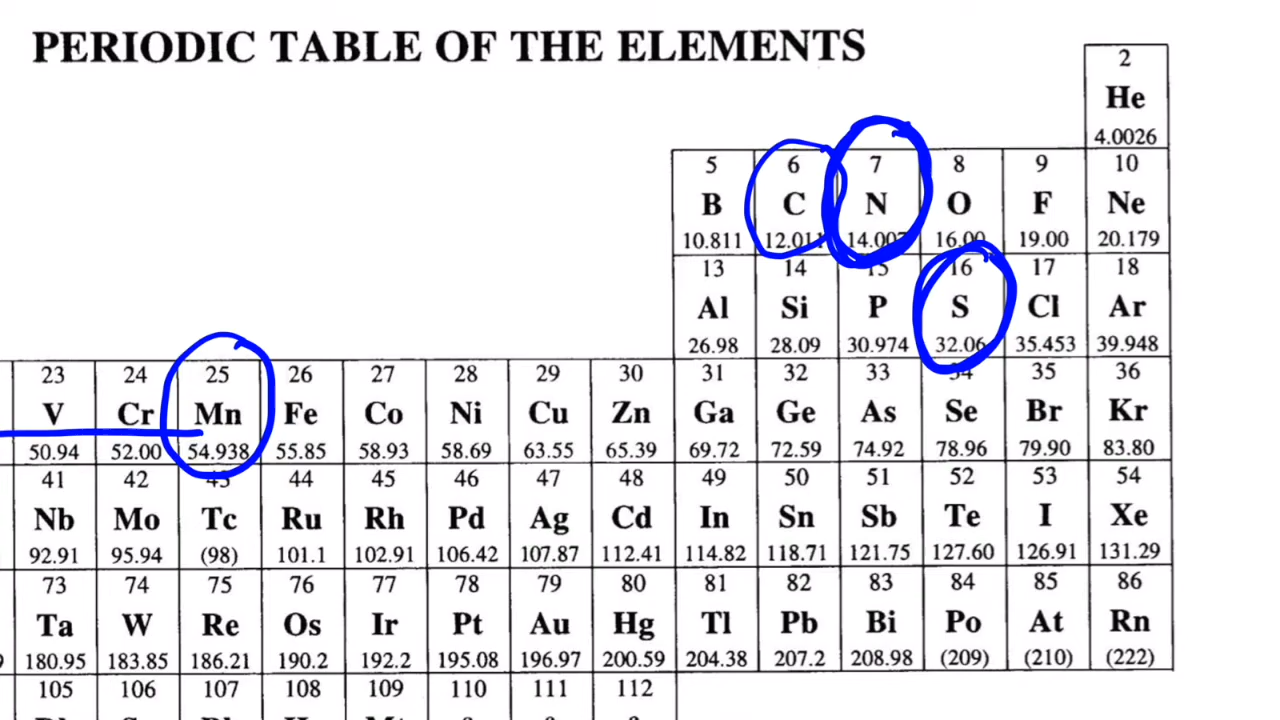 PERIODIC TABLE OF THE ELEMENTS
2
He
4.0026
5 6 7 8 9 10
B C N O F Ne
10.811 12.011 14.007 16.00 19.00 20.179
13 14 15 16 17 18
Al Si P S Cl Ar
26.98 28.09 30.974 32.06 35.453 39.948
23 24 25 26 27 28 29 30 31 32 33 34 35 36
V Cr Mn Fe Co Ni Cu Zn Ga Ge As Se Br Kr
50.94 52.00 54.938 55.85 58.93 58.69 63.55 65.39 69.72 72.59 74.92 78.96 79.90 83.80
41 42 43 44 45 46 47 48 49 50 51 52 53 54
Nb Mo Tc Ru Rh Pd Ag Cd In Sn Sb Te I Xe
92.91 95.94 (98) 101.1 102.91 106.42 107.87 112.41 114.82 118.71 121.75 127.60 126.91 131.29
73 74 75 76 77 78 79 80 81 82 83 84 85 86
Ta W Re Os Ir Pt Au Hg Tl Pb Bi Po At Rn
180.95 183.85 186.21 190.2 192.2 195.08 196.97 200.59 204.38 207.2 208.98 (209) (210) (222)
105 106 107 108 109 110 111 112